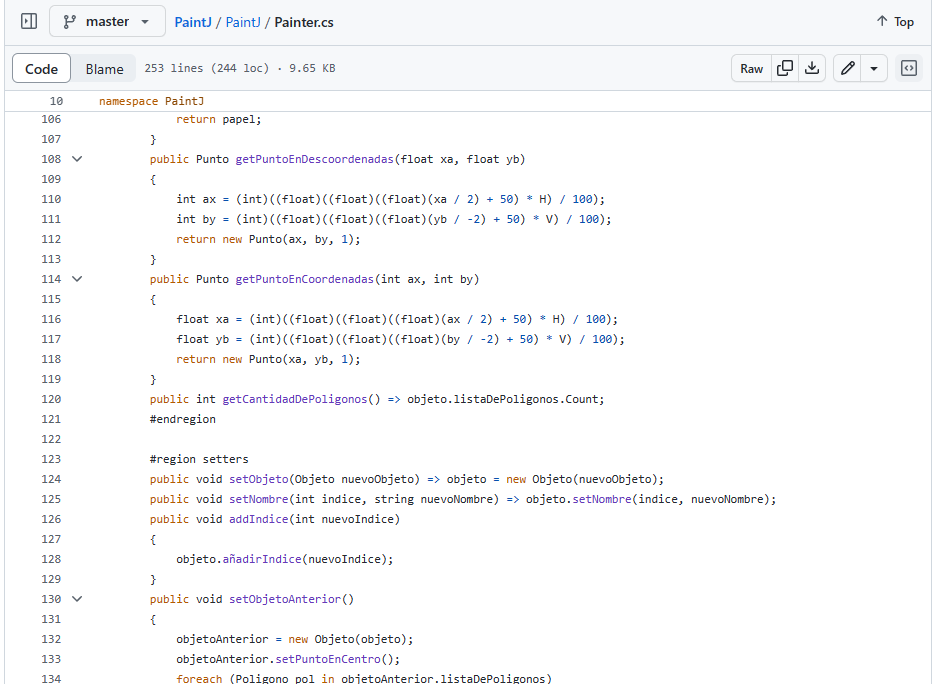 master PaintJ / PaintJ / Painter.cs Top
Code Blame 253 lines (244 loc) · 9.65 KB Raw
10 namespace PaintJ
106 return papel;
107 }
108 public Punto getPuntoEnDescoordenadas(float xa, float yb)
109 {
110 int ax = (int)((float)((float)((float)(xa / 2) + 50) * H) / 100);
111 int by = (int)((float)((float)((float)(yb / -2) + 50) * V) / 100);
112 return new Punto(ax, by, 1);
113 }
114 public Punto getPuntoEnCoordenadas(int ax, int by)
115 {
116 float xa = (int)((float)((float)((float)(ax / 2) + 50) * H) / 100);
117 float yb = (int)((float)((float)((float)(by / -2) + 50) * V) / 100);
118 return new Punto(xa, yb, 1);
119 }
120 public int getCantidadDePoligonos() => objeto.listaDePoligonos.Count;
121 #endregion
122
123 #region setters
124 public void setObjeto(Objeto nuevoObjeto) => objeto = new Objeto(nuevoObjeto);
125 public void setNombre(int indice, string nuevoNombre) => objeto.setNombre(indice, nuevoNombre);
126 public void addIndice(int nuevoIndice)
127 {
128 objeto.añadirIndice(nuevoIndice);
129 }
130 public void setObjetoAnterior()
131 {
132 objetoAnterior = new Objeto(objeto);
133 objetoAnterior.setPuntoEnCentro();
134 foreach (Poligono pol in objetoAnterior.listaDePoligonos)